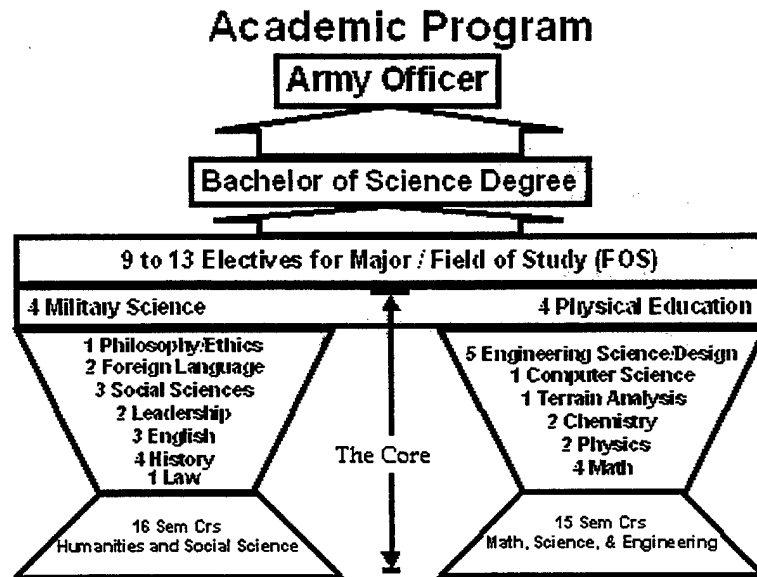 Academic Program
Army Officer
Bachelor of Science Degree
9 to 13 Electives for Major / Field of Study (FOS)
4 Military Science
4 Physical Education
1 Philosophy/Ethics
2 Foreign Language
3 Social Sciences
2 Leadership
3 English
4 History
1 Law
The Core
5 Engineering Science/Design
1 Computer Science
1 Terrain Analysis
2 Chemistry
2 Physics
4 Math
16 Sem Crs
Humanities and Social Science
15 Sem Crs
Math, Science, & Engineering